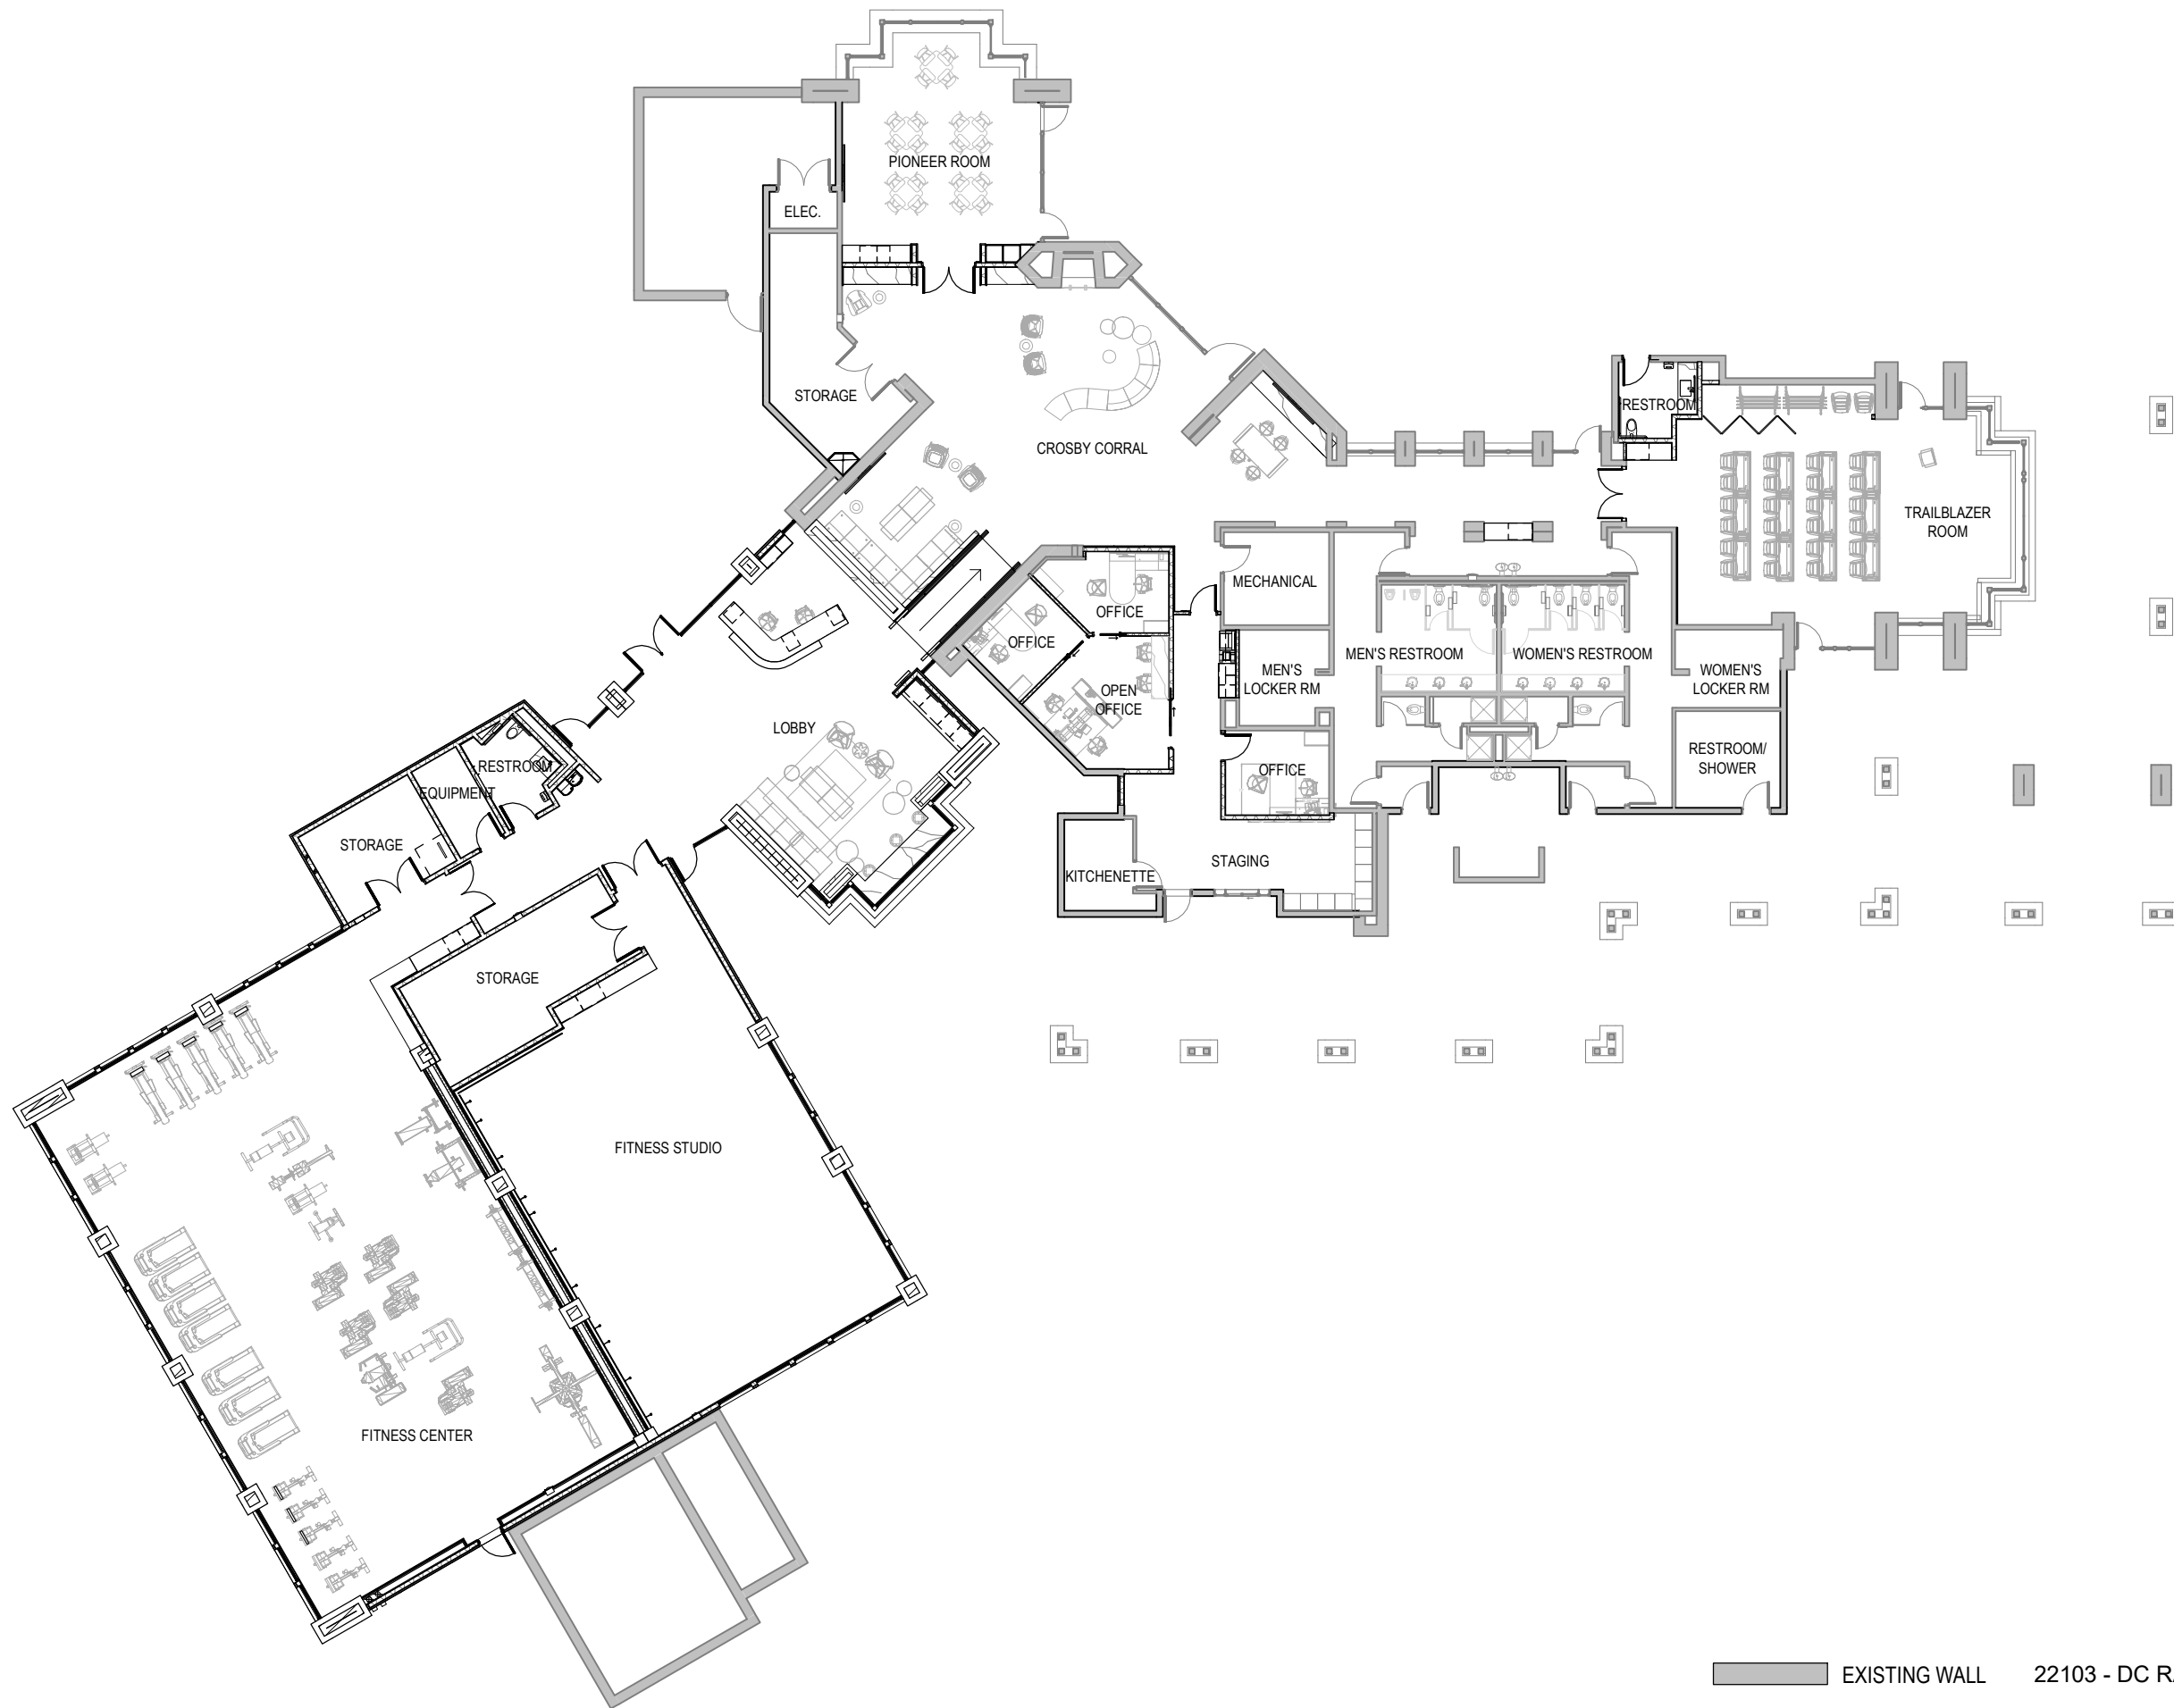 PIONEER ROOM
ELEC.
STORAGE
CROSBY CORRAL
RESTROOM
TRAILBLAZER
ROOM
MECHANICAL
OFFICE
OFFICE
MEN'S RESTROOM
WOMEN'S RESTROOM
MEN'S
LOCKER RM
WOMEN'S
LOCKER RM
OPEN
OFFICE
LOBBY
RESTROOM
EQUIPMENT
OFFICE
RESTROOM/
SHOWER
STORAGE
STAGING
KITCHENETTE
STORAGE
FITNESS STUDIO
FITNESS CENTER
EXISTING WALL
22103 - DC R